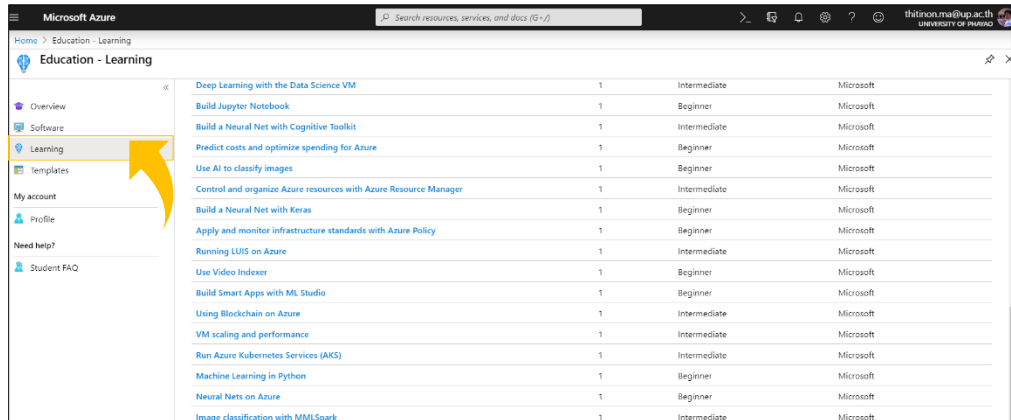 Microsoft Azure
Search resources, services, and docs (G+/)
thitinon.ma@up.ac.th
UNIVERSITY OF PHAYAO
Home > Education - Learning
Education - Learning
Overview
Software
Learning
Templates
My account
Profile
Need help?
Student FAQ
Deep Learning with the Data Science VM 1 Intermediate Microsoft
Build Jupyter Notebook 1 Beginner Microsoft
Build a Neural Net with Cognitive Toolkit 1 Intermediate Microsoft
Predict costs and optimize spending for Azure 1 Beginner Microsoft
Use AI to classify images 1 Beginner Microsoft
Control and organize Azure resources with Azure Resource Manager 1 Intermediate Microsoft
Build a Neural Net with Keras 1 Beginner Microsoft
Apply and monitor infrastructure standards with Azure Policy 1 Beginner Microsoft
Running LUIS on Azure 1 Intermediate Microsoft
Use Video Indexer 1 Beginner Microsoft
Build Smart Apps with ML Studio 1 Beginner Microsoft
Using Blockchain on Azure 1 Intermediate Microsoft
VM scaling and performance 1 Intermediate Microsoft
Run Azure Kubernetes Services (AKS) 1 Intermediate Microsoft
Machine Learning in Python 1 Beginner Microsoft
Neural Nets on Azure 1 Beginner Microsoft
Image classification with MMLSpark 1 Intermediate Microsoft